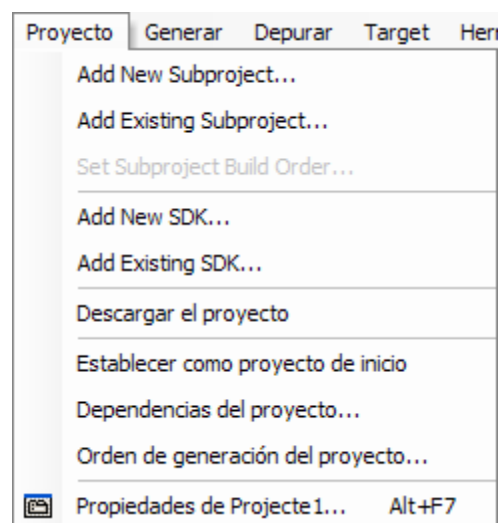 Proyecto Generar Depurar Target
Add New Subproject...
Add Existing Subproject...
Set Subproject Build Order...
Add New SDK...
Add Existing SDK...
Descargar el proyecto
Establecer como proyecto de inicio
Dependencias del proyecto...
Orden de generación del proyecto...
Propiedades de Projecte1... Alt+F7